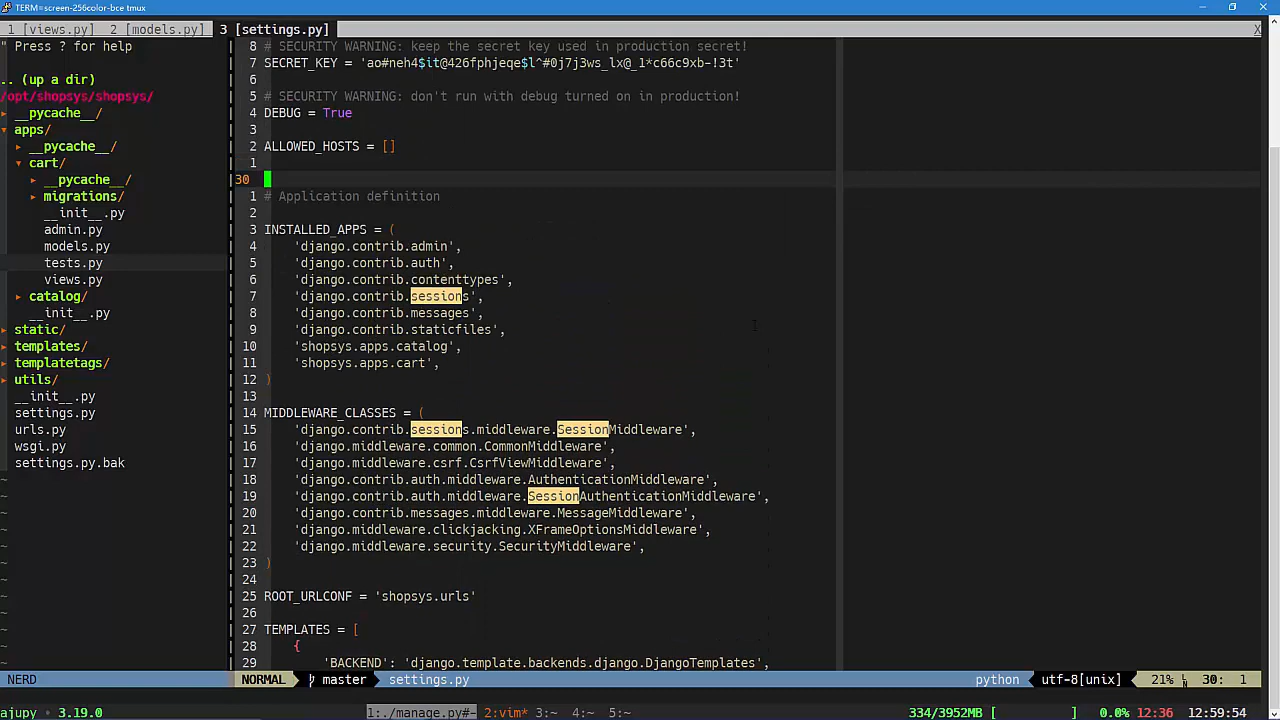 TERM=screen-256color-bce tmux
1 [views.py] 2 [models.py] 3 [settings.py] X
" Press ? for help
.. (up a dir)
/opt/shopsys/shopsys/
▸ __pycache__/
▾ apps/
▸ __pycache__/
▾ cart/
▸ __pycache__/
▸ migrations/
__init__.py
admin.py
models.py
tests.py
views.py
▸ catalog/
__init__.py
▸ static/
▸ templates/
▸ templatetags/
▸ utils/
__init__.py
settings.py
urls.py
wsgi.py
settings.py.bak
8 # SECURITY WARNING: keep the secret key used in production secret!
7 SECRET_KEY = 'ao#neh4$it@426fphjeqe$l^#0j7j3ws_lx@_1*c66c9xb-!3t'
6
5 # SECURITY WARNING: don't run with debug turned on in production!
4 DEBUG = True
3
2 ALLOWED_HOSTS = []
1
30
1 # Application definition
2
3 INSTALLED_APPS = (
4 'django.contrib.admin',
5 'django.contrib.auth',
6 'django.contrib.contenttypes',
7 'django.contrib.sessions',
8 'django.contrib.messages',
9 'django.contrib.staticfiles',
10 'shopsys.apps.catalog',
11 'shopsys.apps.cart',
12 )
13
14 MIDDLEWARE_CLASSES = (
15 'django.contrib.sessions.middleware.SessionMiddleware',
16 'django.middleware.common.CommonMiddleware',
17 'django.middleware.csrf.CsrfViewMiddleware',
18 'django.contrib.auth.middleware.AuthenticationMiddleware',
19 'django.contrib.auth.middleware.SessionAuthenticationMiddleware',
20 'django.contrib.messages.middleware.MessageMiddleware',
21 'django.middleware.clickjacking.XFrameOptionsMiddleware',
22 'django.middleware.security.SecurityMiddleware',
23 )
24
25 ROOT_URLCONF = 'shopsys.urls'
26
27 TEMPLATES = [
28 {
29 'BACKEND': 'django.template.backends.django.DjangoTemplates',
NERD NORMAL master settings.py python utf-8[unix] 21% 30: 1
ajupy 3.19.0 1:./manage.py#- 2:vim* 3:~ 4:~ 5:~ 334/3952MB [ ] 0.0% 12:36 12:59:54